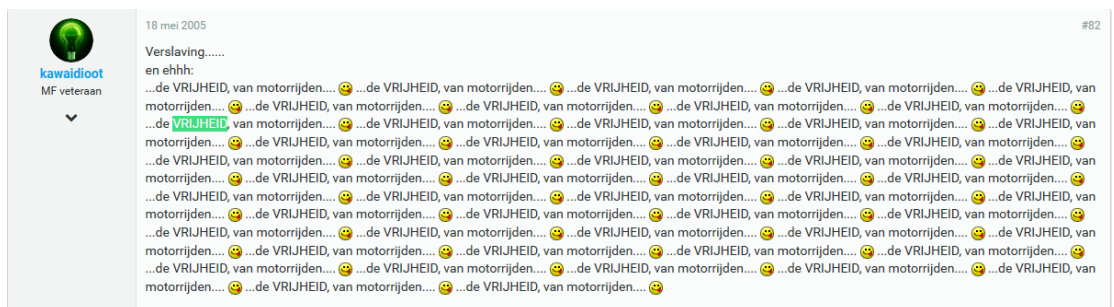 18 mei 2005
#82
kawaidioot
MF veteraan
Verslaving......
en ehhh:
...de VRIJHEID, van motorrijden.... ...de VRIJHEID, van motorrijden.... ...de VRIJHEID, van motorrijden.... ...de VRIJHEID, van motorrijden.... ...de VRIJHEID, van
motorrijden.... ...de VRIJHEID, van motorrijden.... ...de VRIJHEID, van motorrijden.... ...de VRIJHEID, van motorrijden.... ...de VRIJHEID, van motorrijden....
...de VRIJHEID, van motorrijden.... ...de VRIJHEID, van motorrijden.... ...de VRIJHEID, van motorrijden.... ...de VRIJHEID, van motorrijden.... ...de VRIJHEID, van
motorrijden.... ...de VRIJHEID, van motorrijden.... ...de VRIJHEID, van motorrijden.... ...de VRIJHEID, van motorrijden.... ...de VRIJHEID, van motorrijden....
...de VRIJHEID, van motorrijden.... ...de VRIJHEID, van motorrijden.... ...de VRIJHEID, van motorrijden.... ...de VRIJHEID, van motorrijden.... ...de VRIJHEID, van
motorrijden.... ...de VRIJHEID, van motorrijden.... ...de VRIJHEID, van motorrijden.... ...de VRIJHEID, van motorrijden.... ...de VRIJHEID, van motorrijden....
...de VRIJHEID, van motorrijden.... ...de VRIJHEID, van motorrijden.... ...de VRIJHEID, van motorrijden.... ...de VRIJHEID, van motorrijden.... ...de VRIJHEID, van
motorrijden.... ...de VRIJHEID, van motorrijden.... ...de VRIJHEID, van motorrijden.... ...de VRIJHEID, van motorrijden.... ...de VRIJHEID, van motorrijden....
...de VRIJHEID, van motorrijden.... ...de VRIJHEID, van motorrijden.... ...de VRIJHEID, van motorrijden.... ...de VRIJHEID, van motorrijden.... ...de VRIJHEID, van
motorrijden.... ...de VRIJHEID, van motorrijden.... ...de VRIJHEID, van motorrijden.... ...de VRIJHEID, van motorrijden.... ...de VRIJHEID, van motorrijden....
...de VRIJHEID, van motorrijden.... ...de VRIJHEID, van motorrijden.... ...de VRIJHEID, van motorrijden.... ...de VRIJHEID, van motorrijden.... ...de VRIJHEID, van
motorrijden.... ...de VRIJHEID, van motorrijden.... ...de VRIJHEID, van motorrijden....